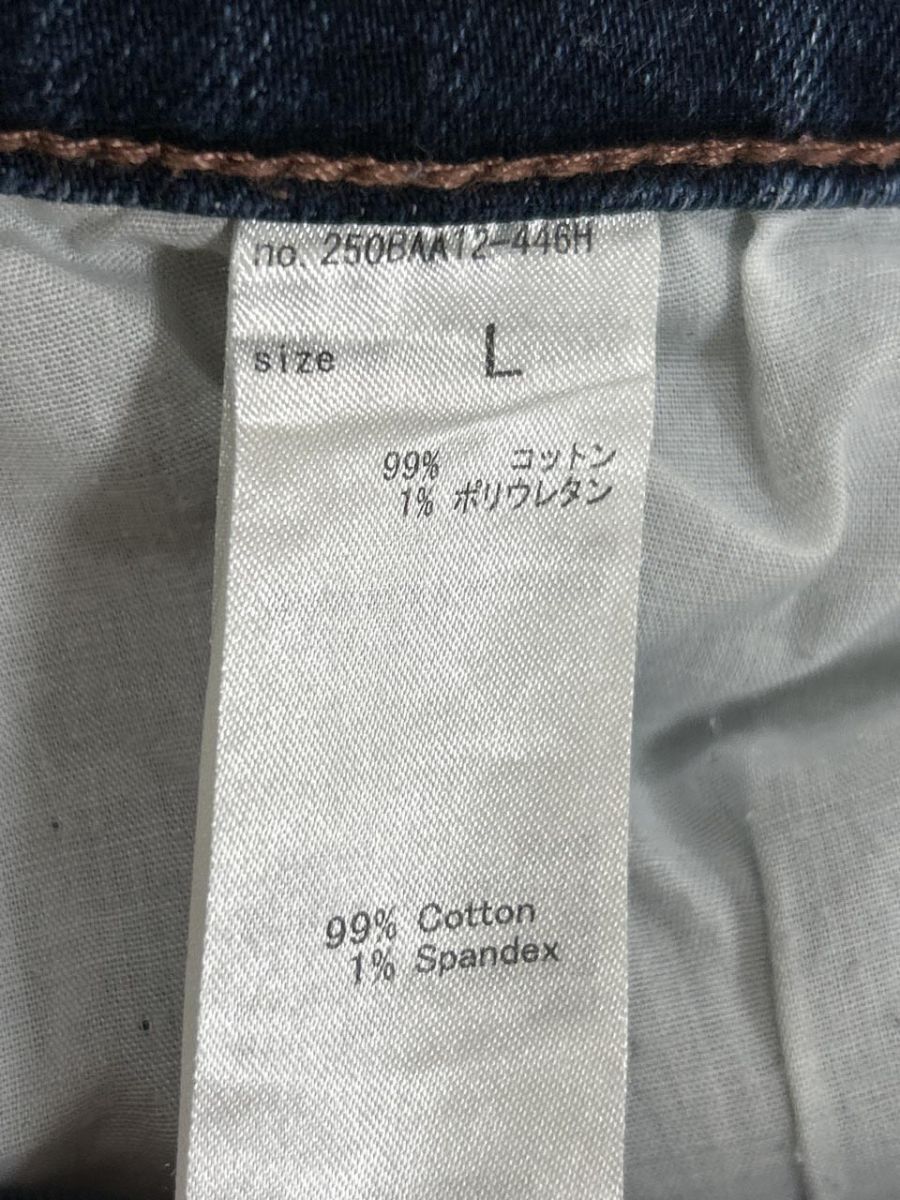 no. 250BAA12-446H
size L
99% コットン
1% ポリウレタン
99% Cotton
1% Spandex